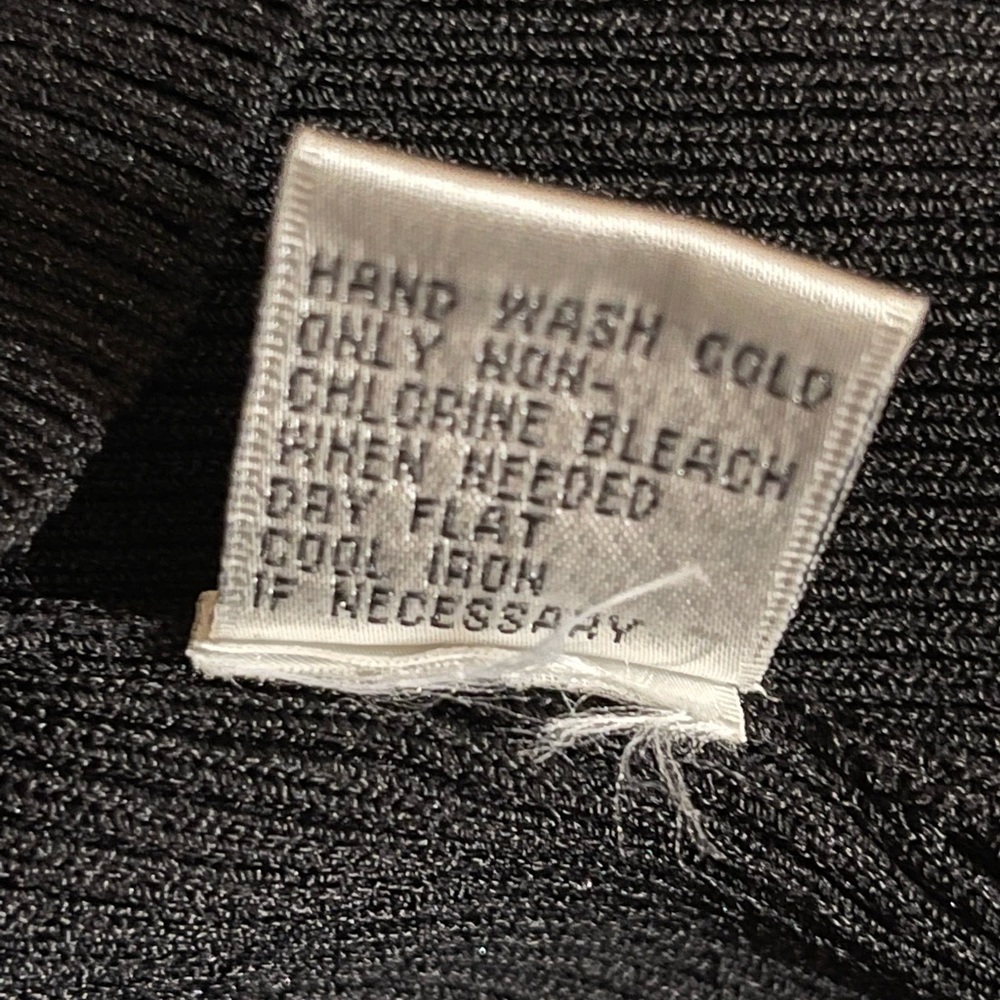 HAND WASH COLD
ONLY NON-
CHLORINE BLEACH
WHEN NEEDED
DRY FLAT
COOL IRON
IF NECESSARY